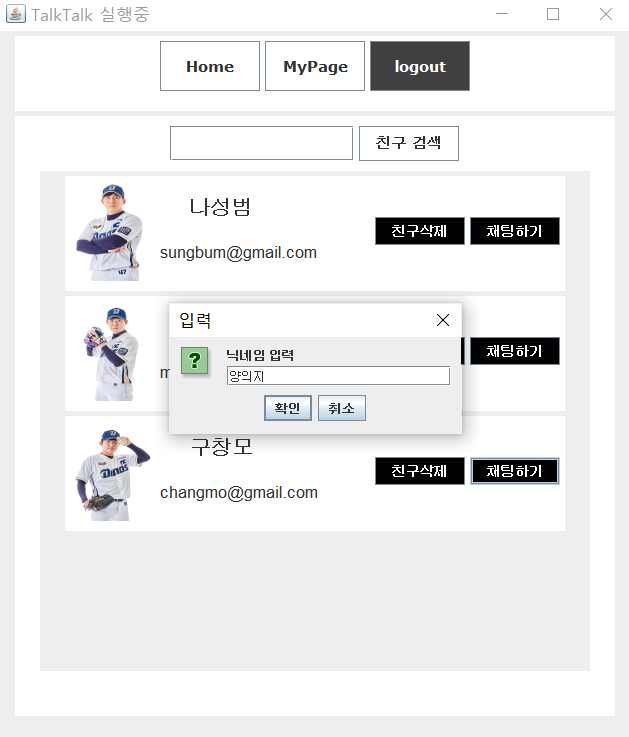 TalkTalk 실행중
Home MyPage logout
친구 검색
나성범
친구삭제 채팅하기
sungbum@gmail.com
입력
닉네임 입력
채팅하기
양의지
확인 취소
구창모
친구삭제 채팅하기
changmo@gmail.com